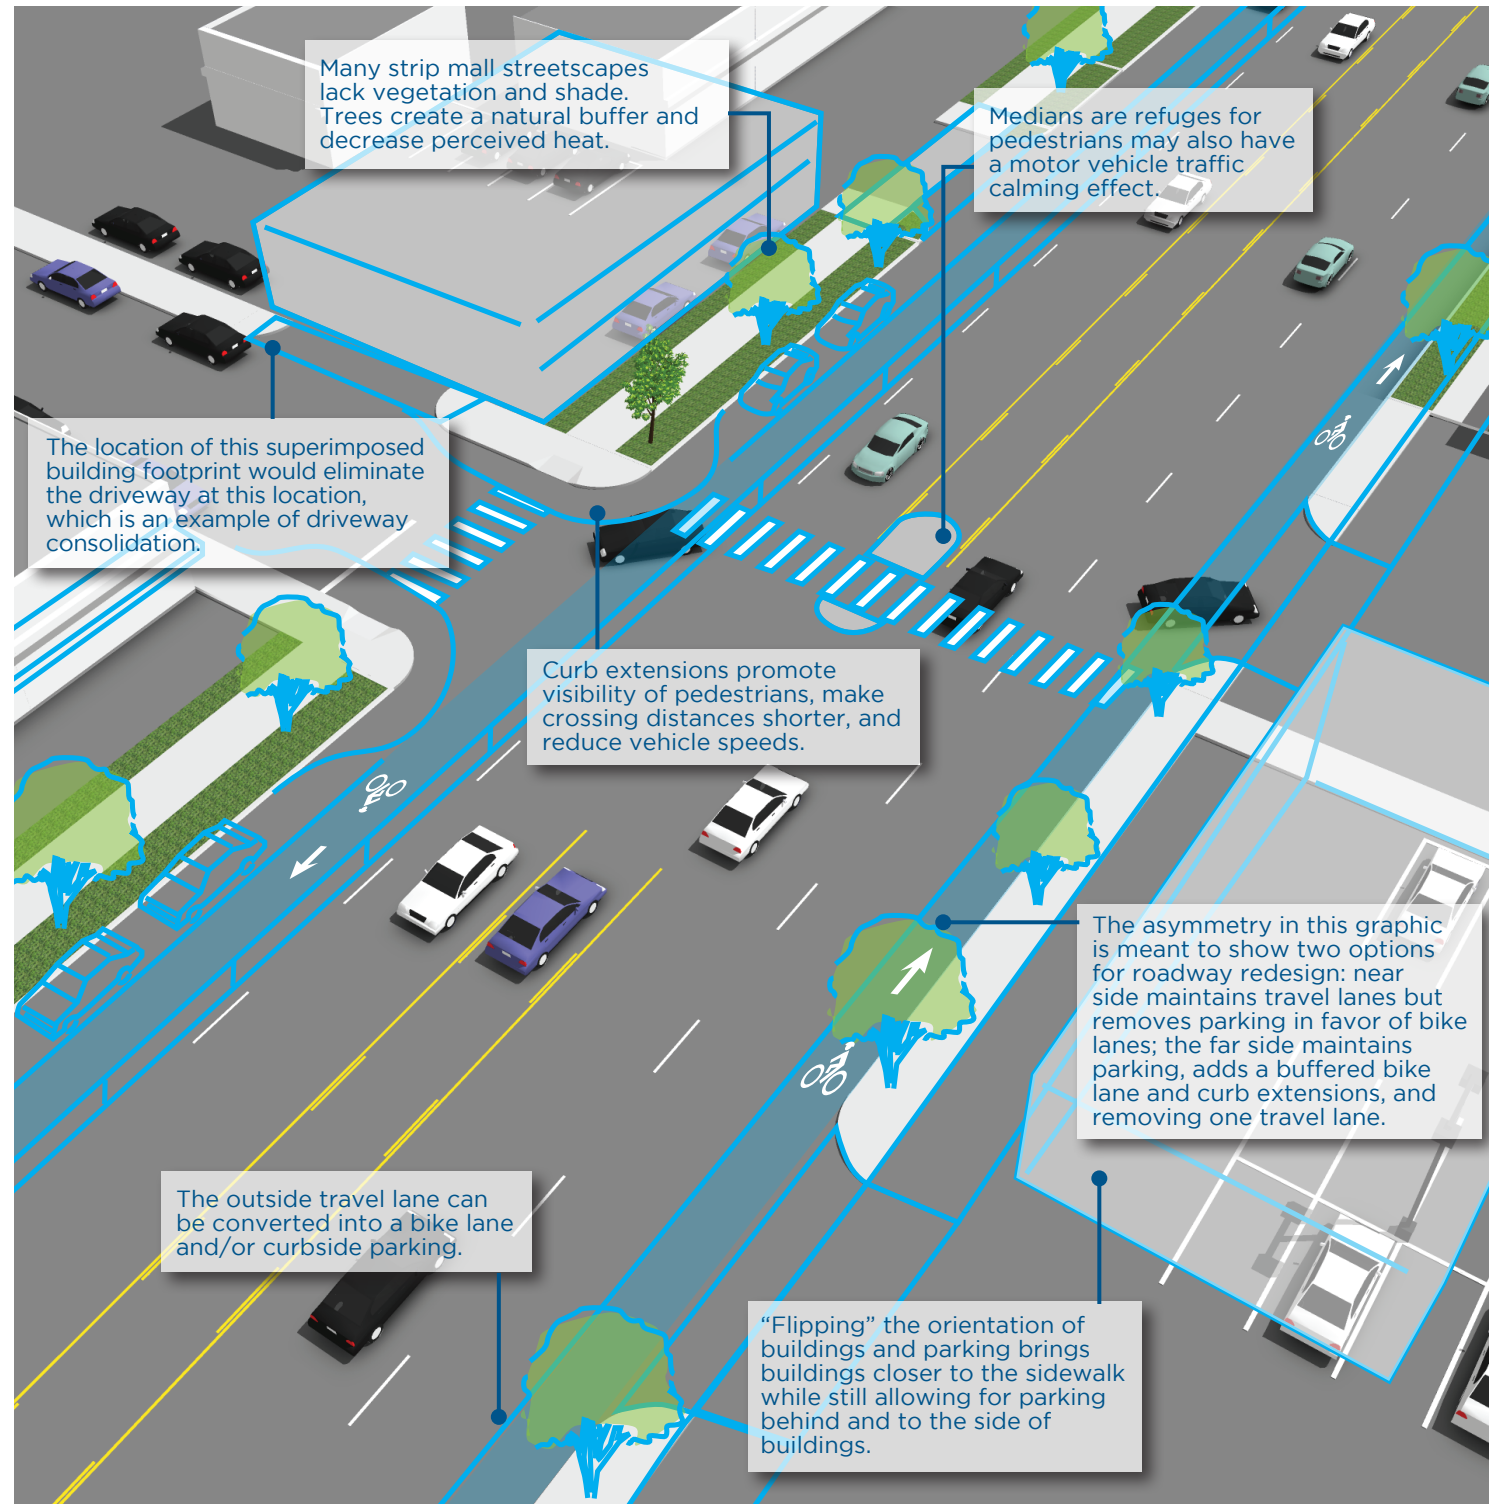 Many strip mall streetscapes
lack vegetation and shade.
Trees create a natural buffer and
decrease perceived heat.
Medians are refuges for
pedestrians may also have
a motor vehicle traffic
calming effect.
The location of this superimposed
building footprint would eliminate
the driveway at this location,
which is an example of driveway
consolidation.
Curb extensions promote
visibility of pedestrians, make
crossing distances shorter, and
reduce vehicle speeds.
The asymmetry in this graphic
is meant to show two options
for roadway redesign: near
side maintains travel lanes but
removes parking in favor of bike
lanes; the far side maintains
parking, adds a buffered bike
lane and curb extensions, and
removing one travel lane.
The outside travel lane can
be converted into a bike lane
and/or curbside parking.
“Flipping” the orientation of
buildings and parking brings
buildings closer to the sidewalk
while still allowing for parking
behind and to the side of
buildings.